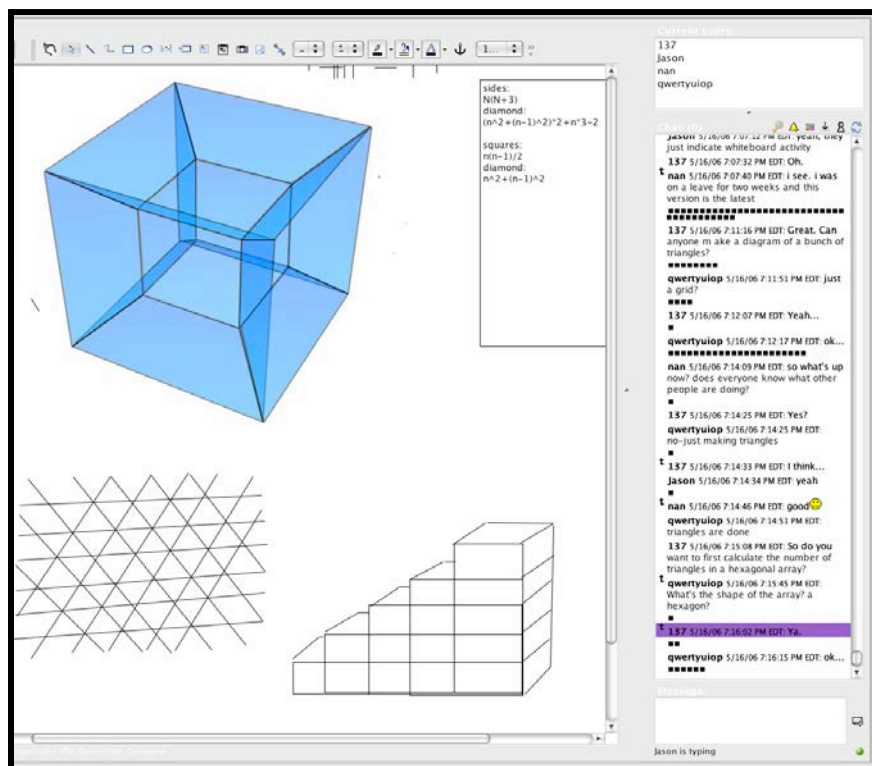 Current users:
137
Jason
nan
qwertyuiop
1...
sides:
N(N+3)
diamond:
(n^2+(n-1)^2)*2+n*3-2
squares:
n(n-1)/2
diamond:
n^2+(n-1)^2
Jason 5/16/06 7:07:12 PM EDT: yeah, they
just indicate whiteboard activity
137 5/16/06 7:07:32 PM EDT: Oh.
t nan 5/16/06 7:07:40 PM EDT: i see. i was
on a leave for two weeks and this
version is the latest
137 5/16/06 7:11:16 PM EDT: Great. Can
anyone m ake a diagram of a bunch of
triangles?
qwertyuiop 5/16/06 7:11:51 PM EDT: just
a grid?
137 5/16/06 7:12:07 PM EDT: Yeah...
qwertyuiop 5/16/06 7:12:17 PM EDT: ok...
nan 5/16/06 7:14:09 PM EDT: so what's up
now? does everyone know what other
people are doing?
137 5/16/06 7:14:25 PM EDT: Yes?
qwertyuiop 5/16/06 7:14:25 PM EDT:
no-just making triangles
t 137 5/16/06 7:14:33 PM EDT: I think...
Jason 5/16/06 7:14:34 PM EDT: yeah
t nan 5/16/06 7:14:46 PM EDT: good
qwertyuiop 5/16/06 7:14:51 PM EDT:
triangles are done
137 5/16/06 7:15:08 PM EDT: So do you
want to first calculate the number of
triangles in a hexagonal array?
t qwertyuiop 5/16/06 7:15:45 PM EDT:
What's the shape of the array? a
hexagon?
t 137 5/16/06 7:16:02 PM EDT: Ya.
qwertyuiop 5/16/06 7:16:15 PM EDT: ok...
Message:
Jason is typing